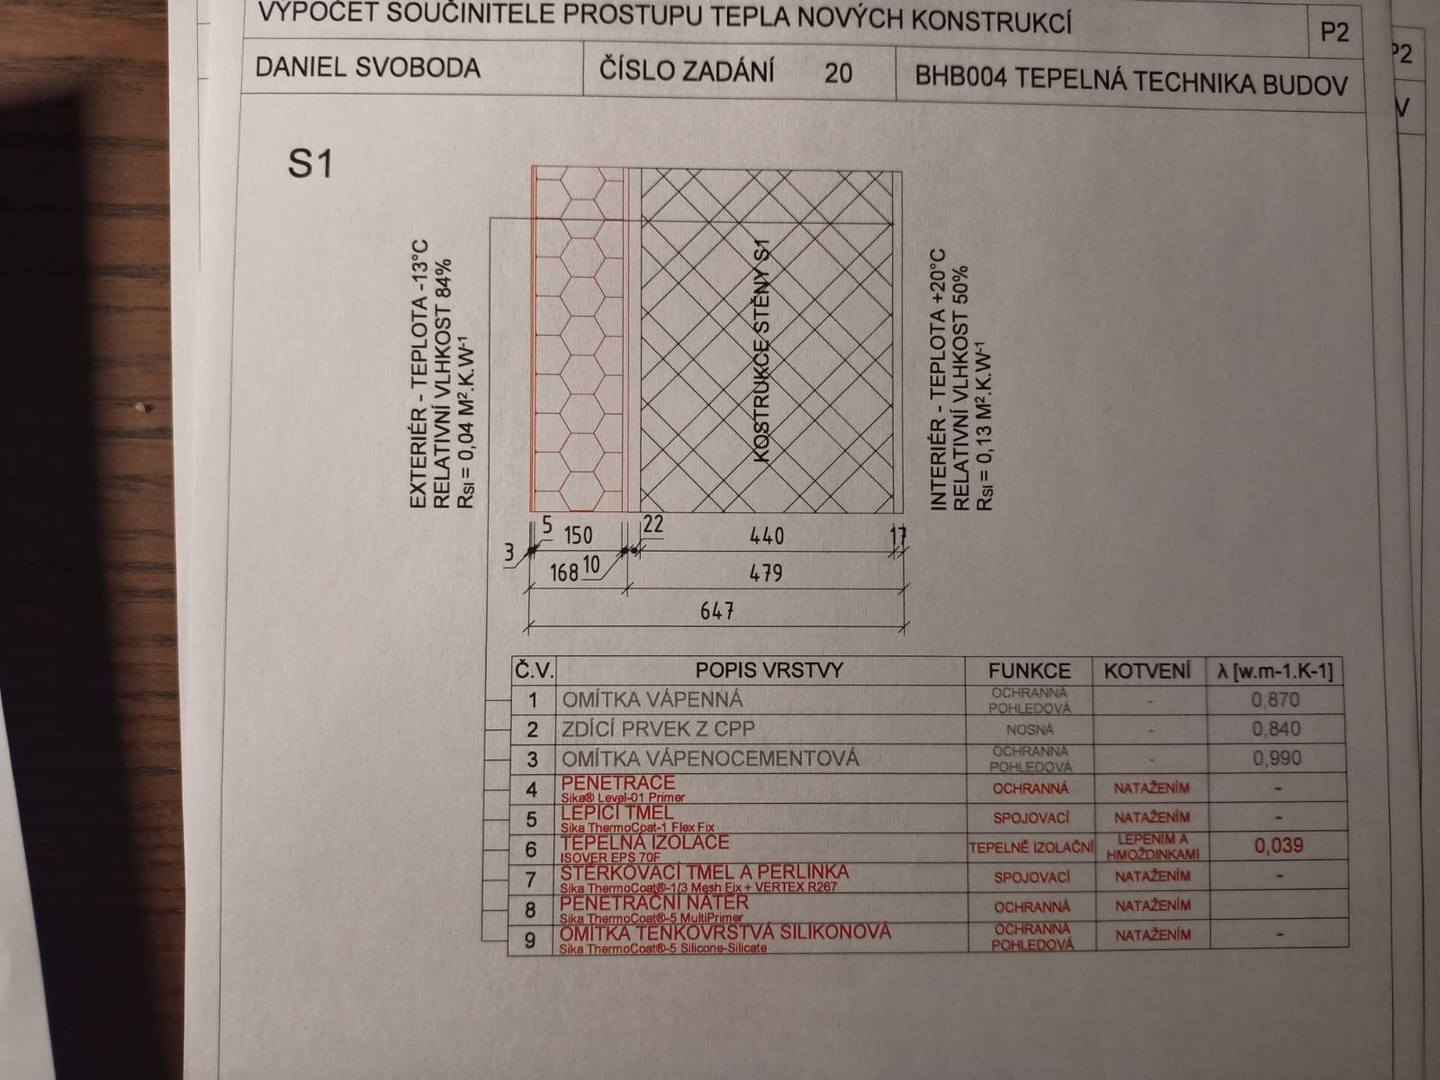 VÝPOČET SOUČINITELE PROSTUPU TEPLA NOVÝCH KONSTRUKCÍ P2
DANIEL SVOBODA ČÍSLO ZADÁNÍ 20 BHB004 TEPELNÁ TECHNIKA BUDOV
P2
V
S1
EXTERIÉR - TEPLOTA -13°C
RELATIVNÍ VLHKOST 84%
RSI = 0,04 M².K.W-1
KOSTRUKCE STĚNY S1
INTERIÉR - TEPLOTA +20°C
RELATIVNÍ VLHKOST 50%
RSI = 0,13 M².K.W-1
3 5 150 22 440 17
168 10 479
647
Č.V. POPIS VRSTVY FUNKCE KOTVENÍ λ [w.m-1.K-1]
1 OMÍTKA VÁPENNÁ OCHRANNÁ POHLEDOVÁ - 0,870
2 ZDÍCÍ PRVEK Z CPP NOSNÁ - 0,840
3 OMÍTKA VÁPENOCEMENTOVÁ OCHRANNÁ POHLEDOVÁ - 0,990
4 PENETRACE OCHRANNÁ NATAŽENÍM -
Sika® Level-01 Primer
5 LEPÍCÍ TMEL SPOJOVACÍ NATAŽENÍM -
Sika ThermoCoat-1 Flex Fix
6 TEPELNÁ IZOLACE TEPELNĚ IZOLAČNÍ LEPENÍM A HMOŽDINKAMI 0,039
ISOVER EPS 70F
7 STĚRKOVACÍ TMEL A PERLINKA SPOJOVACÍ NATAŽENÍM -
Sika ThermoCoat®-1/3 Mesh Fix + VERTEX R267
8 PENETRAČNÍ NÁTĚR OCHRANNÁ NATAŽENÍM
Sika ThermoCoat®-5 MultiPrimer
9 OMÍTKA TENKOVRSTVÁ SILIKONOVÁ OCHRANNÁ POHLEDOVÁ NATAŽENÍM -
Sika ThermoCoat®-5 Silicone-Silicate